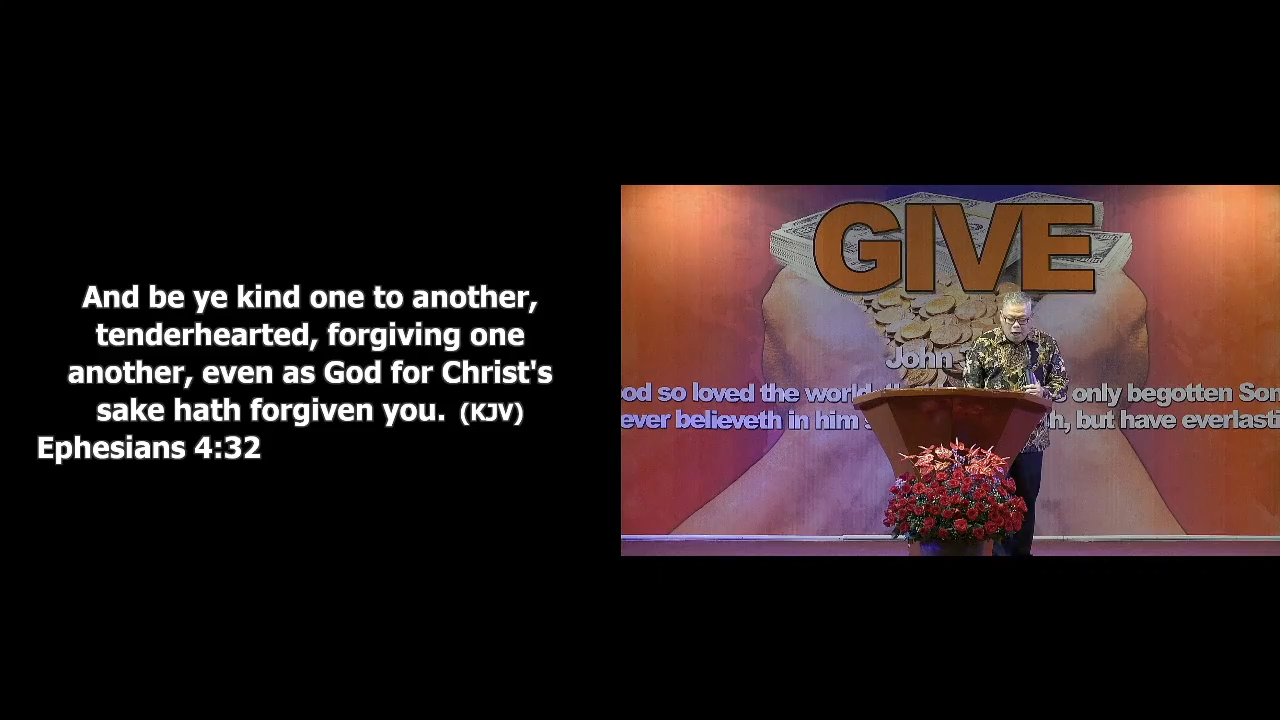 And be ye kind one to another,
tenderhearted, forgiving one
another, even as God for Christ's
sake hath forgiven you. (KJV)
Ephesians 4:32
GIVE
John
so loved the world only begotten Son
ever believeth in him but have